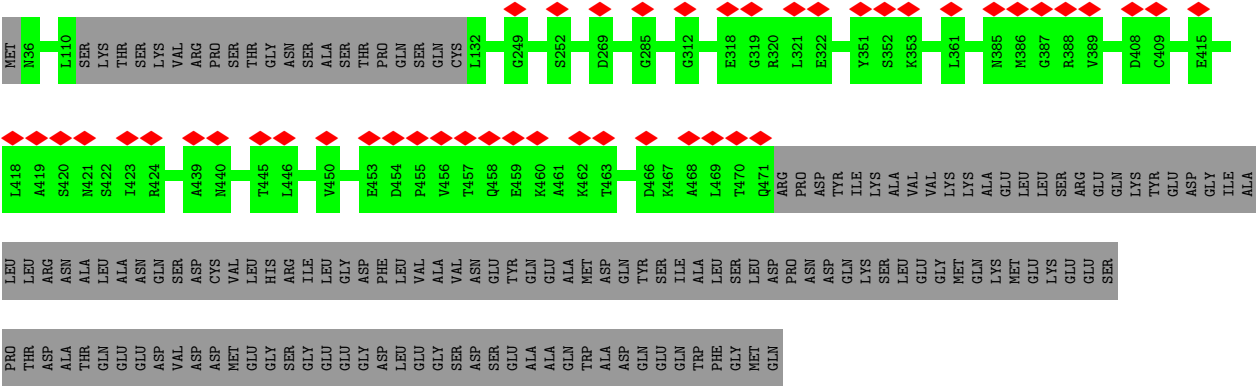 MET N36 L110 SER LYS THR SER LYS VAL ARG PRO SER THR GLY ASN SER ALA SER THR PRO GLN SER GLN CYS L132 G249 S252 D269 G285 G312 E318 G319 R320 L321 E322 Y351 S352 K353 L361 N385 M386 G387 R388 V389 D408 C409 E415
L418 A419 S420 N421 S422 I423 R424 A439 N440 T445 L446 V450 E453 D454 P455 V456 T457 Q458 E459 K460 A461 K462 T463 D466 K467 A468 L469 T470 Q471 ARG PRO ASP TYR ILE LYS ALA VAL VAL LYS LYS ALA GLU LEU LEU SER ARG GLU GLN LYS TYR GLU ASP GLY ILE ALA
LEU LEU ARG ASN ALA LEU ALA ASN GLN SER ASP CYS VAL LEU HIS ARG ILE LEU GLY ASP PHE LEU VAL ALA VAL ASN GLU TYR GLN GLU ALA MET ASP GLN TYR SER ILE ALA LEU SER LEU ASP PRO ASN ASP GLN LYS SER LEU GLU GLY MET GLN LYS MET GLU LYS GLU GLU SER
PRO THR ASP ALA THR GLN GLU GLU ASP VAL ASP ASP MET GLU GLY SER GLY GLU GLU GLY ASP LEU GLU GLY SER ASP SER GLU ALA ALA GLN TRP ALA ASP GLN GLU GLN TRP PHE GLY MET GLN